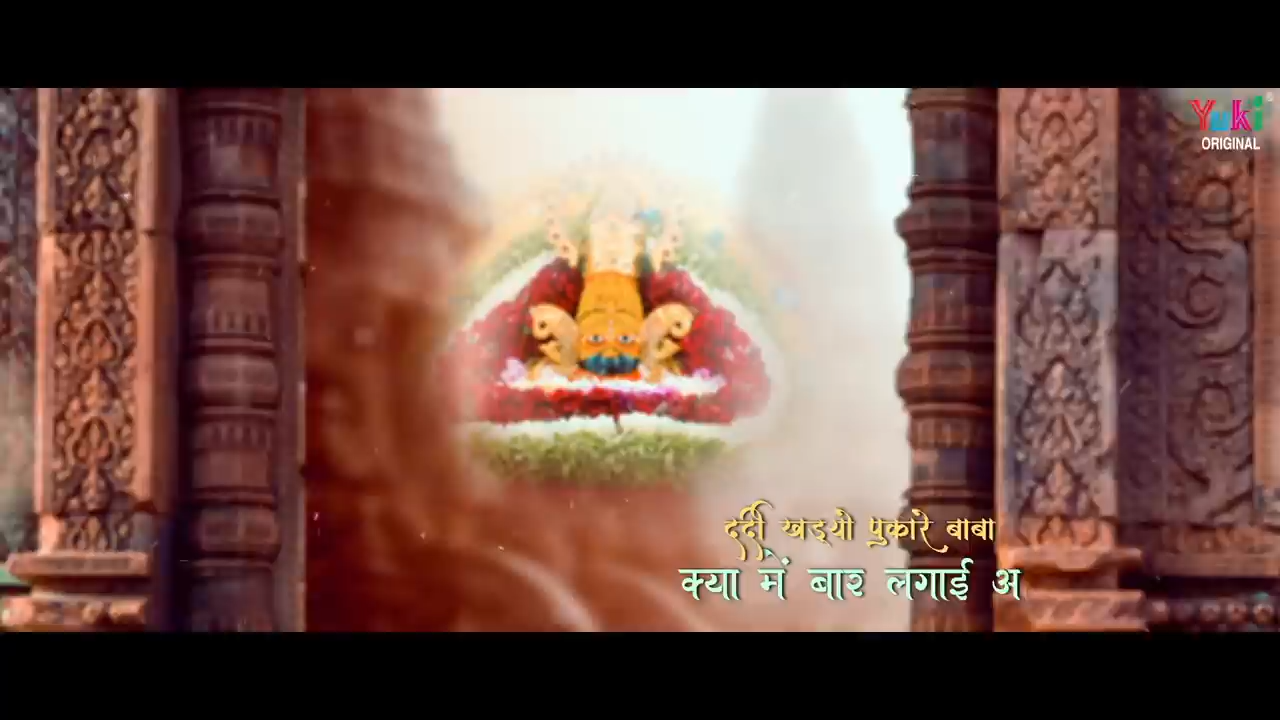 Yuki
ORIGINAL
दर्दी खड्यो पुकारे बाबा
क्या में बार लगाई अ